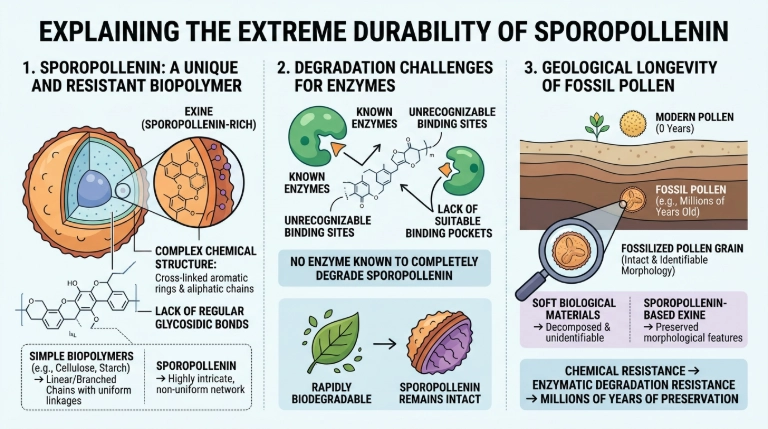 EXPLAINING THE EXTREME DURABILITY OF SPOROPOLLENIN
1. SPOROPOLLENIN: A UNIQUE
AND RESISTANT BIOPOLYMER
EXINE
(SPOROPOLLENIN-RICH)
COMPLEX CHEMICAL
STRUCTURE:
Cross-linked aromatic
rings & aliphatic chains
HO
LACK OF REGULAR
GLYCOSIDIC BONDS
SIMPLE BIOPOLYMERS
(e.g., Cellulose, Starch)
→ Linear/Branched
Chains with uniform
linkages
SPOROPOLLENIN
→ Highly intricate,
non-uniform network
2. DEGRADATION CHALLENGES
FOR ENZYMES
KNOWN
ENZYMES
UNRECOGNIZABLE
BINDING SITES
KNOWN
ENZYMES
UNRECOGNIZABLE
BINDING SITES
LACK OF
SUITABLE
BINDING POCKETS
NO ENZYME KNOWN TO COMPLETELY
DEGRADE SPOROPOLLENIN
RAPIDLY
BIODEGRADABLE
SPOROPOLLENIN
REMAINS INTACT
3. GEOLOGICAL LONGEVITY
OF FOSSIL POLLEN
MODERN POLLEN
(0 Years)
FOSSIL POLLEN
(e.g., Millions of
Years Old)
FOSSILIZED POLLEN GRAIN
(Intact & Identifiable
Morphology)
SOFT BIOLOGICAL
MATERIALS
→ Decomposed &
unidentifiable
SPOROPOLLENIN-
BASED EXINE
→ Preserved
morphological features
CHEMICAL RESISTANCE →
ENZYMATIC DEGRADATION RESISTANCE
→ MILLIONS OF YEARS OF PRESERVATION